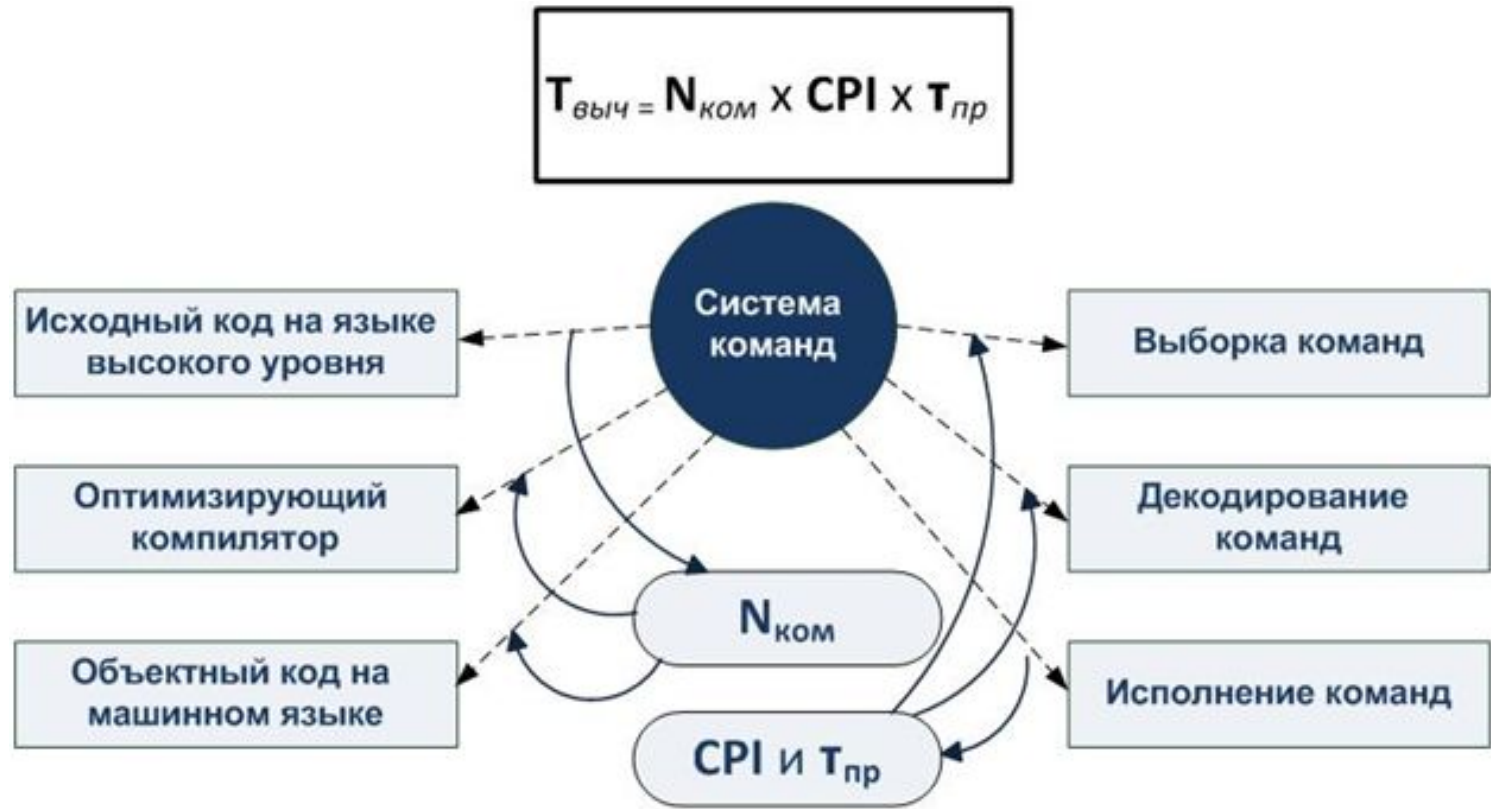 Tвыч = Nком x CPI x τпр
Система
команд
Исходный код на языке
высокого уровня
Выборка команд
Оптимизирующий
компилятор
Декодирование
команд
Nком
Объектный код на
машинном языке
Исполнение команд
CPI и τпр